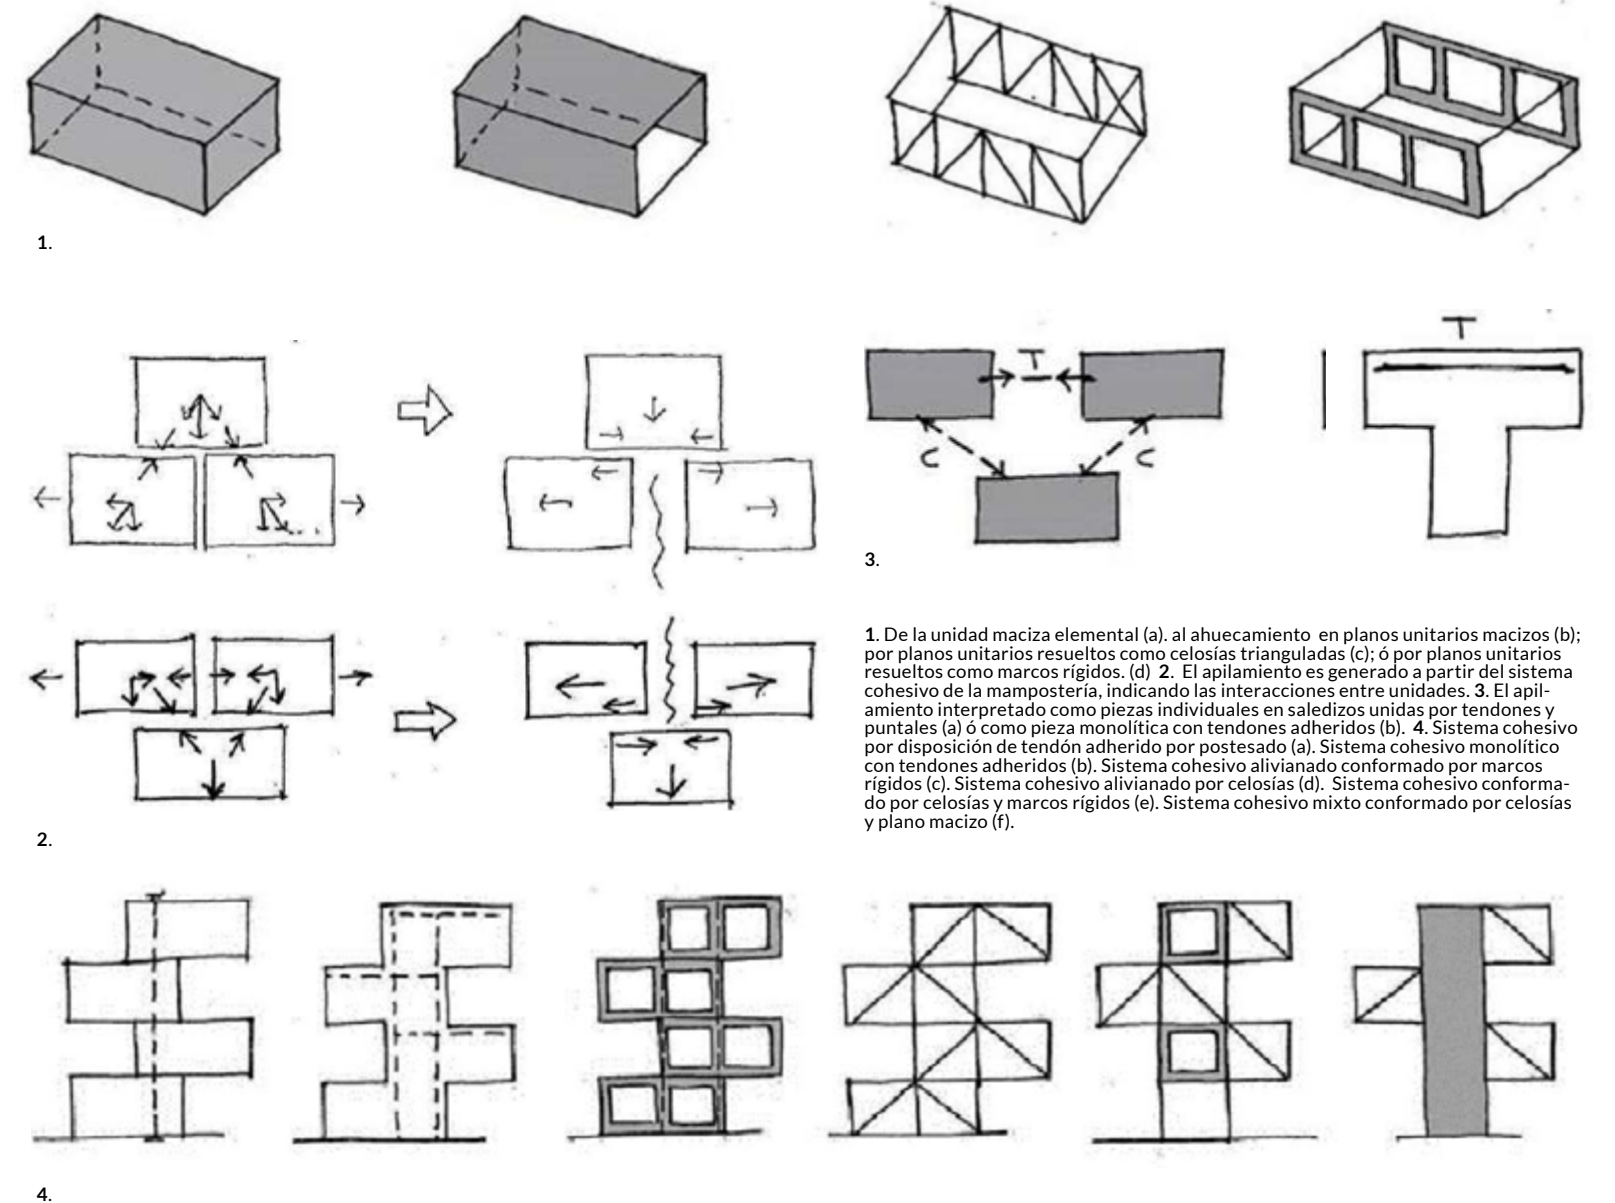 1.
T
T
C
C
3.
1. De la unidad maciza elemental (a). al ahuecamiento en planos unitarios macizos (b);
por planos unitarios resueltos como celosías trianguladas (c); ó por planos unitarios
resueltos como marcos rígidos. (d) 2. El apilamiento es generado a partir del sistema
cohesivo de la mampostería, indicando las interacciones entre unidades. 3. El apil-
amiento interpretado como piezas individuales en saledizos unidas por tendones y
puntales (a) ó como pieza monolítica con tendones adheridos (b). 4. Sistema cohesivo
por disposición de tendón adherido por postesado (a). Sistema cohesivo monolítico
con tendones adheridos (b). Sistema cohesivo alivianado conformado por marcos
rígidos (c). Sistema cohesivo alivianado por celosías (d). Sistema cohesivo conforma-
do por celosías y marcos rígidos (e). Sistema cohesivo mixto conformado por celosías
y plano macizo (f).
2.
4.